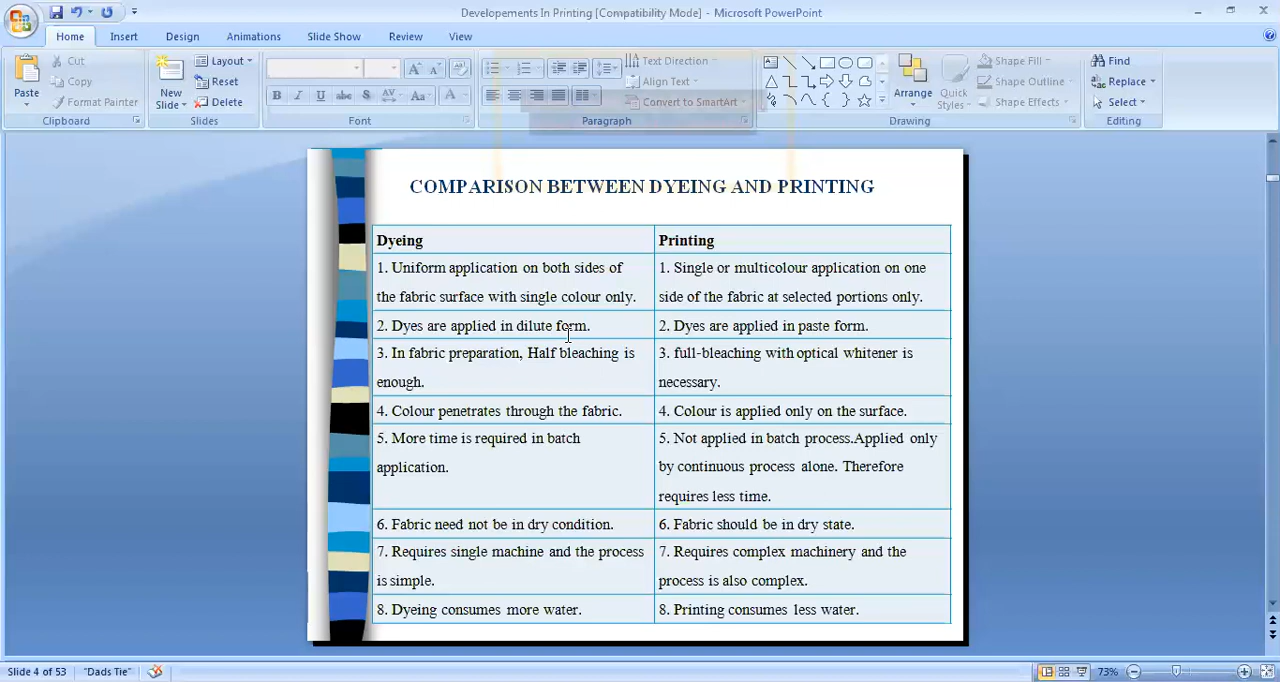 Developements In Printing [Compatibility Mode] - Microsoft PowerPoint
Home Insert Design Animations Slide Show Review View
Paste
Cut
Copy
Format Painter
Clipboard
New
Slide
Layout
Reset
Delete
Slides
B I U abc S AV Aa A
Font
Text Direction
Align Text
Convert to SmartArt
Paragraph
Arrange
Quick
Styles
Shape Fill
Shape Outline
Shape Effects
Drawing
Find
Replace
Select
Editing
COMPARISON BETWEEN DYEING AND PRINTING
Dyeing
Printing
1. Uniform application on both sides of
the fabric surface with single colour only.
1. Single or multicolour application on one
side of the fabric at selected portions only.
2. Dyes are applied in dilute form.
2. Dyes are applied in paste form.
3. In fabric preparation, Half bleaching is
enough.
3. full-bleaching with optical whitener is
necessary.
4. Colour penetrates through the fabric.
4. Colour is applied only on the surface.
5. More time is required in batch
application.
5. Not applied in batch process.Applied only
by continuous process alone. Therefore
requires less time.
6. Fabric need not be in dry condition.
6. Fabric should be in dry state.
7. Requires single machine and the process
is simple.
7. Requires complex machinery and the
process is also complex.
8. Dyeing consumes more water.
8. Printing consumes less water.
Slide 4 of 53 "Dads Tie" 73%